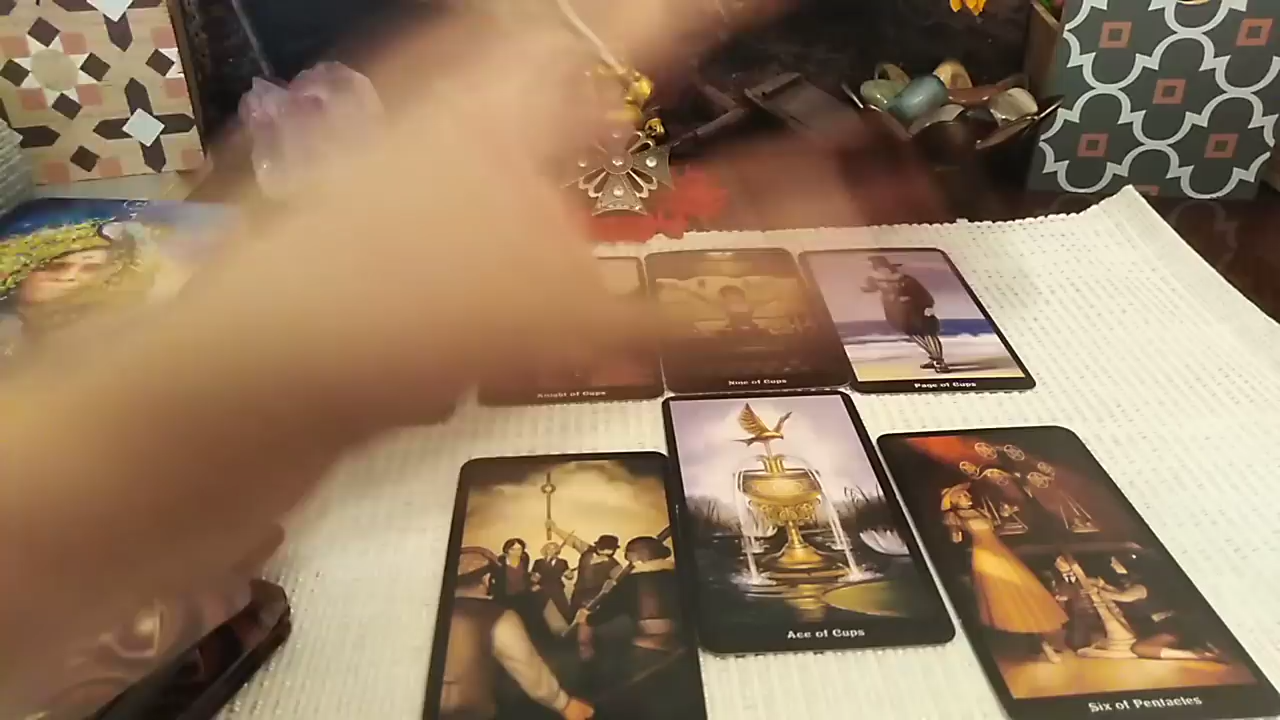 Knight of Cups
Nine of Cups
Page of Cups
Ace of Cups
Six of Pentacles